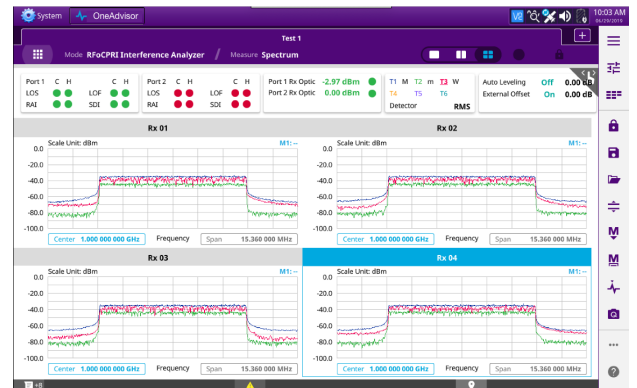 System OneAdvisor V2 10:03 AM
06/20/2019
Test 1
Mode RFoCPRI Interference Analyzer / Measure Spectrum
Port 1 C H C H Port 2 C H C H Port 1 Rx Optic -2.97 dBm T1 M T2 m T3 W Auto Leveling Off 0.00 dB
LOS LOF LOS LOF Port 2 Rx Optic 0.00 dBm T4 T5 T6 External Offset On 0.00 dB
RAI SDI RAI SDI Detector RMS
Rx 01 Rx 02
Scale Unit: dBm M1: -- Scale Unit: dBm M1: --
0.0 0.0
-20.0 -20.0
-40.0 -40.0
-60.0 -60.0
-80.0 -80.0
-100.0 -100.0
Center 1.000 000 000 GHz Frequency Span 15.360 000 MHz Center 1.000 000 000 GHz Frequency Span 15.360 000 MHz
Rx 03 Rx 04
Scale Unit: dBm M1: -- Scale Unit: dBm M1: --
0.0 0.0
-20.0 -20.0
-40.0 -40.0
-60.0 -60.0
-80.0 -80.0
-100.0 -100.0
Center 1.000 000 000 GHz Frequency Span 15.360 000 MHz Center 1.000 000 000 GHz Frequency Span 15.360 000 MHz
+8